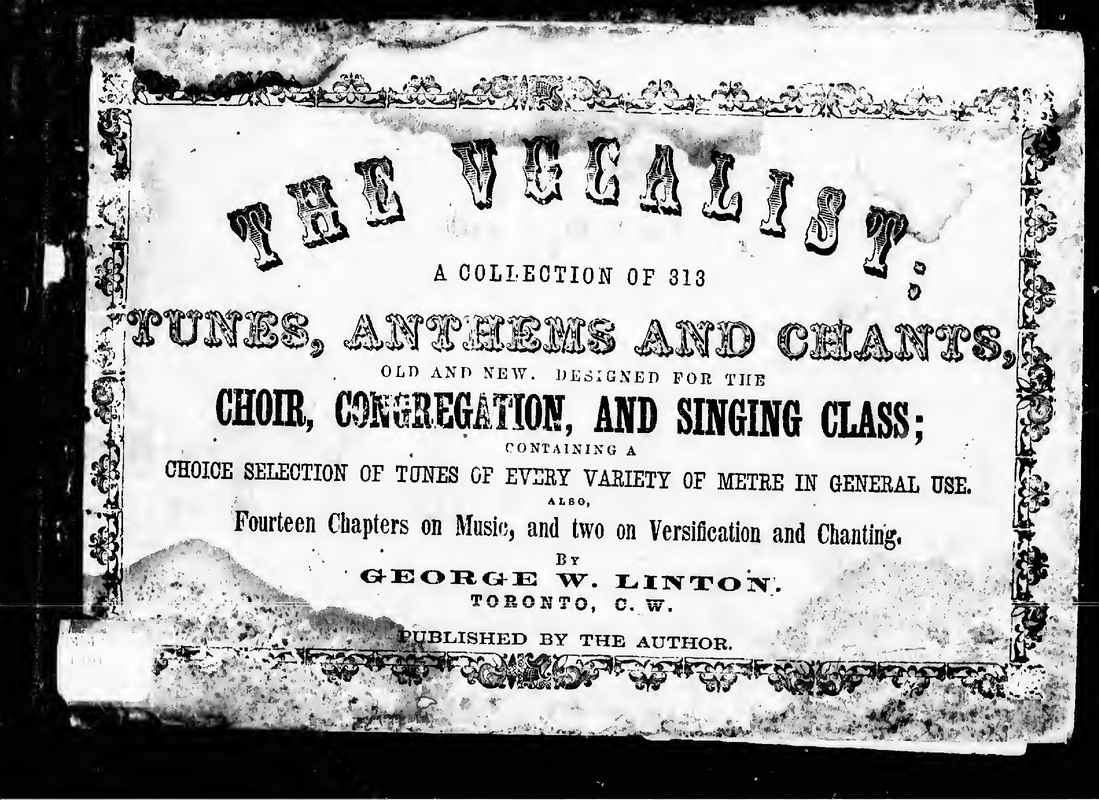 THE VOCALIST;
A COLLECTION OF 313
TUNES, ANTHEMS AND CHANTS,
OLD AND NEW. DESIGNED FOR THE
CHOIR, CONGREGATION, AND SINGING CLASS;
CONTAINING A
CHOICE SELECTION OF TUNES OF EVERY VARIETY OF METRE IN GENERAL USE.
ALSO,
Fourteen Chapters on Music, and two on Versification and Chanting.
BY
GEORGE W. LINTON.
TORONTO, C. W.
PUBLISHED BY THE AUTHOR.